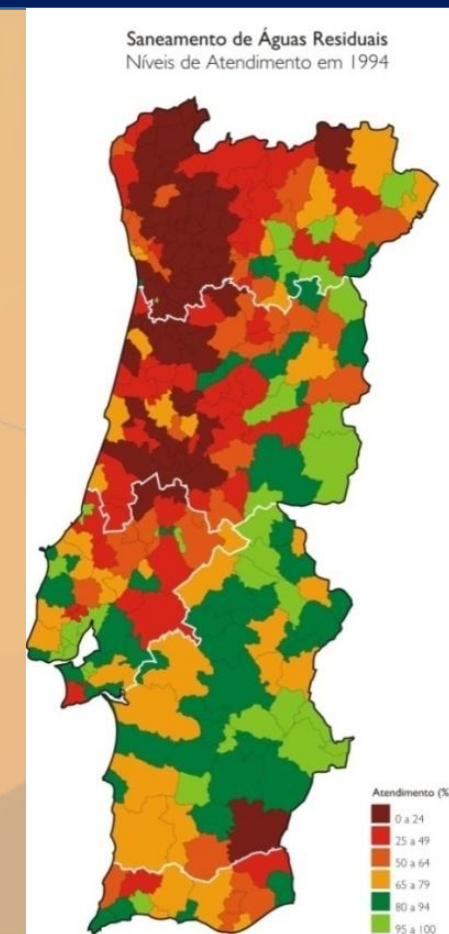 Saneamento de Águas Residuais
Níveis de Atendimento em 1994
Atendimento (%
0 a 24
25 a 49
50 a 64
65 a 79
80 a 94
95 a 100